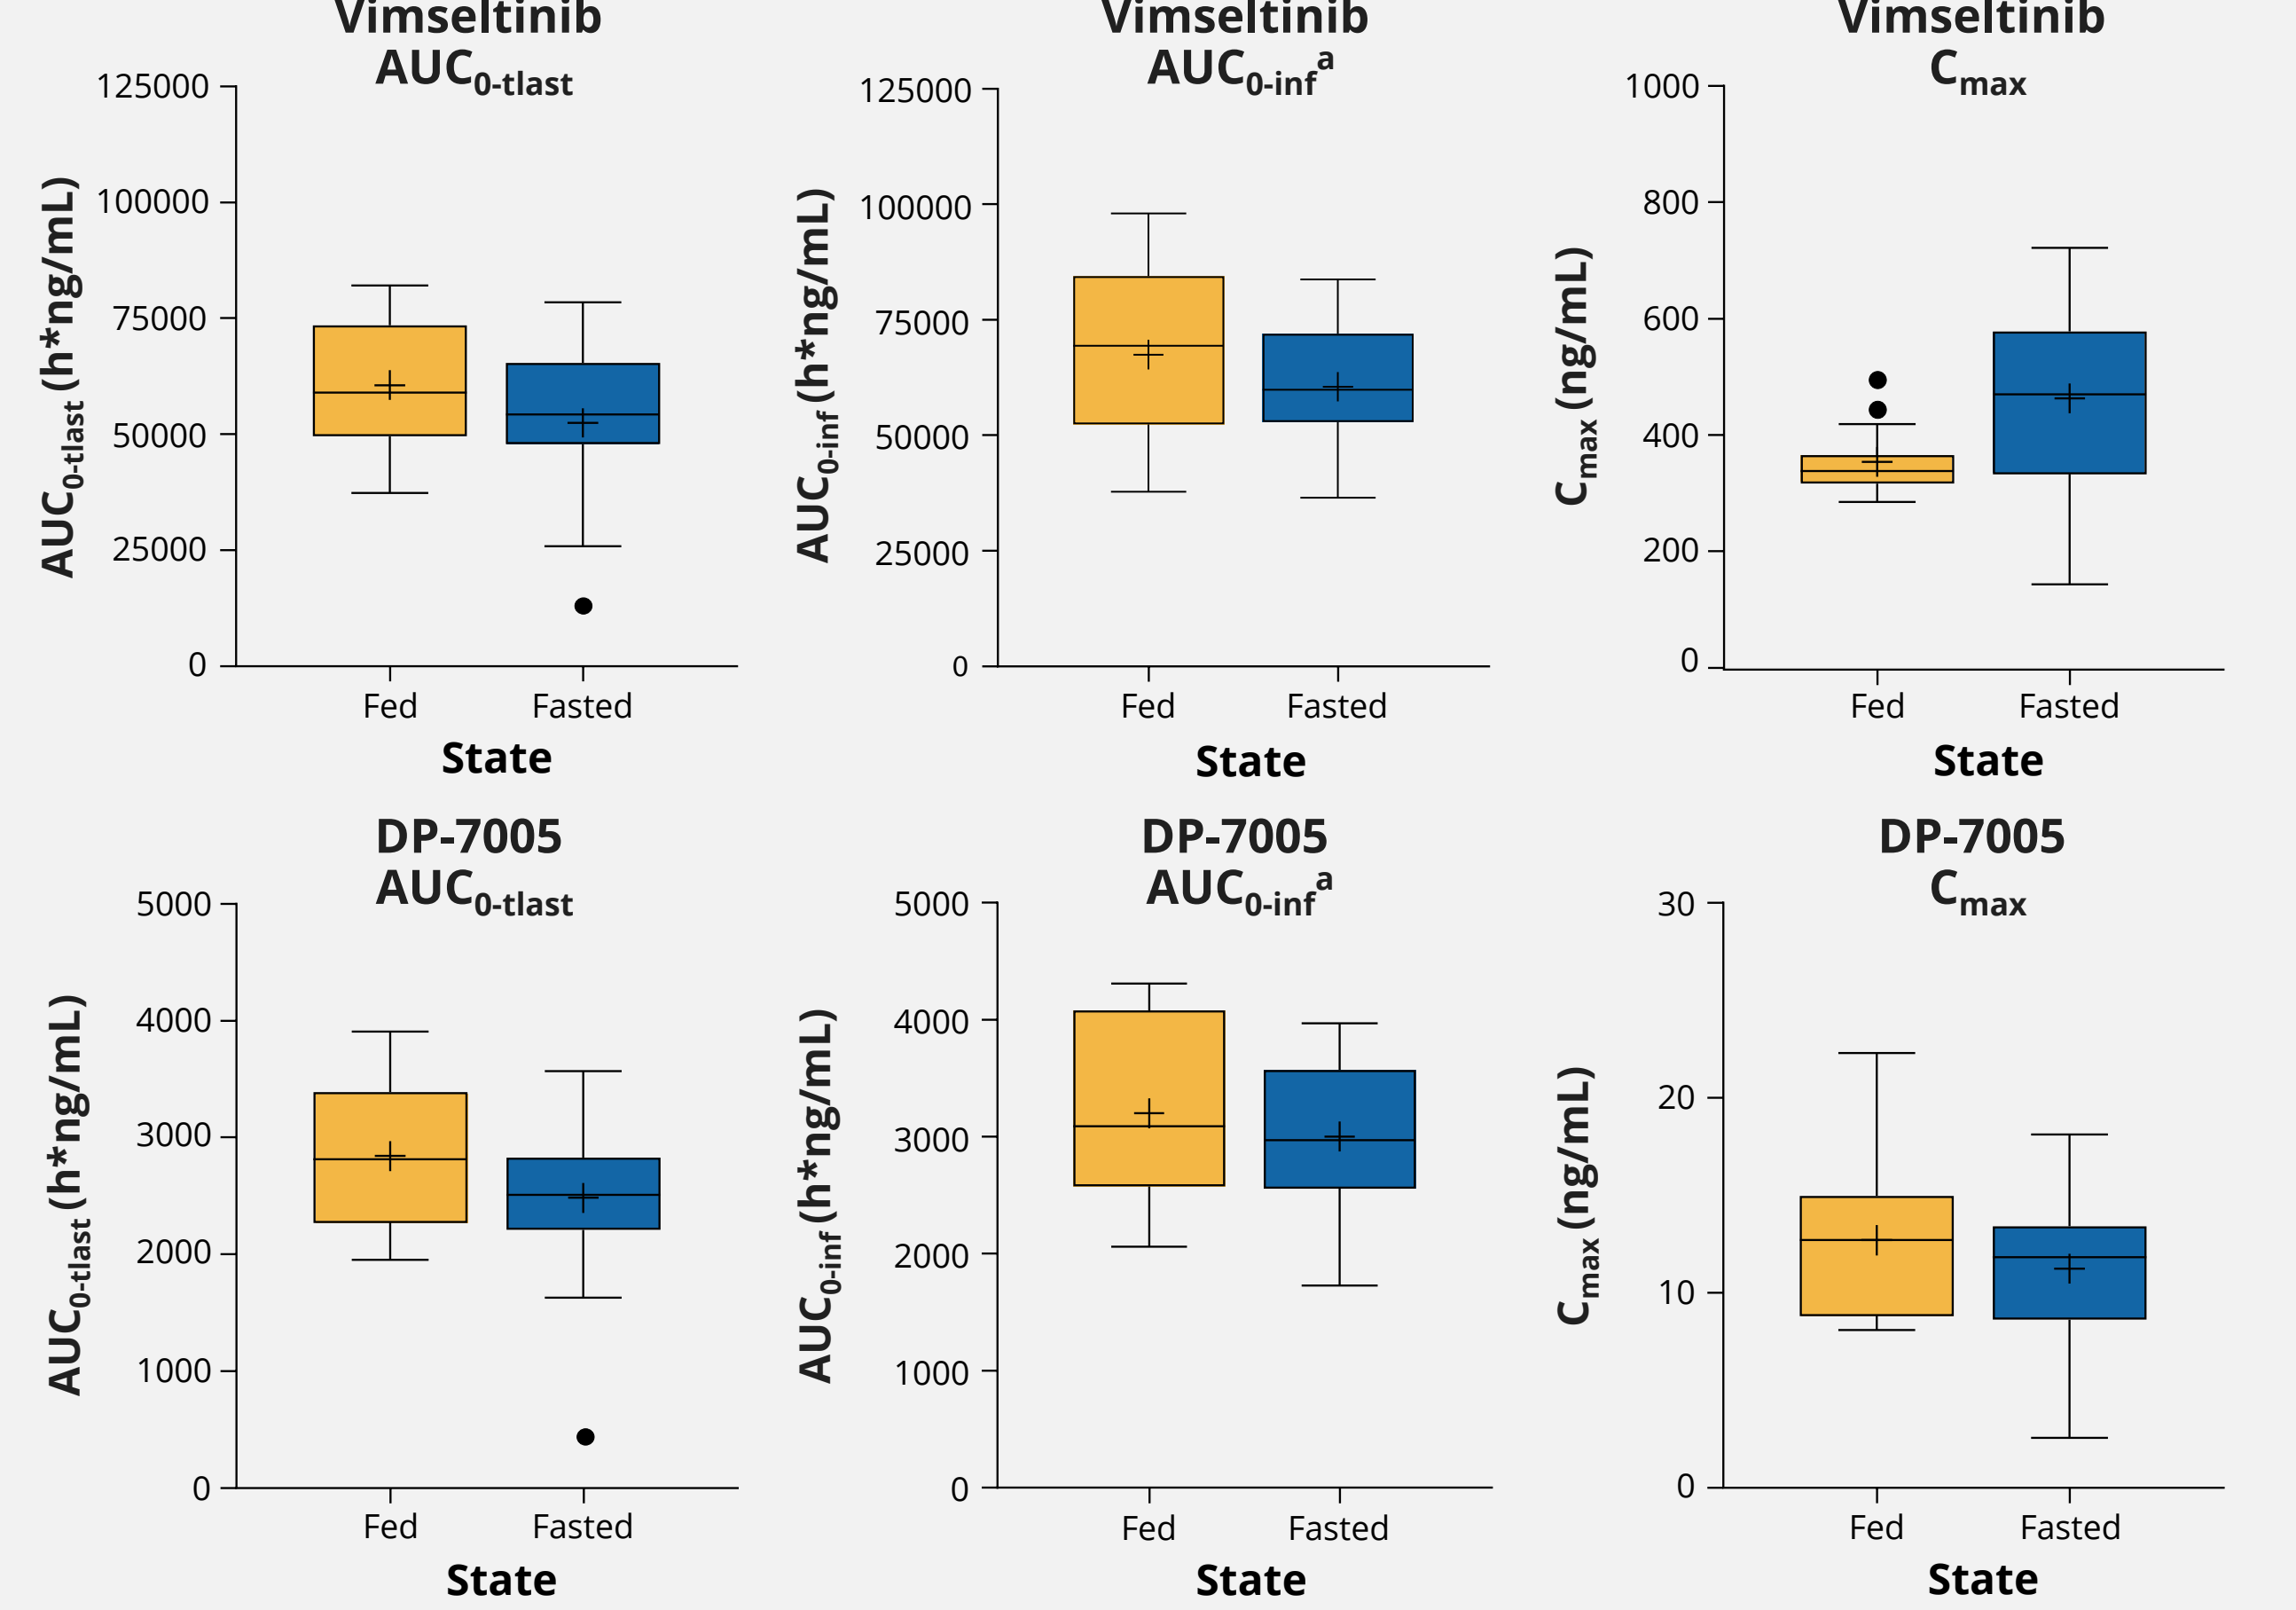 Vimseltinib
AUC0-tlast
125000
100000
75000
50000
25000
0
AUC0-tlast (h*ng/mL)
Fed
Fasted
State
Vimseltinib
AUC0-infa
125000
100000
75000
50000
25000
0
AUC0-inf (h*ng/mL)
Fed
Fasted
State
Vimseltinib
Cmax
1000
800
600
400
200
0
Cmax (ng/mL)
Fed
Fasted
State
DP-7005
AUC0-tlast
5000
4000
3000
2000
1000
0
AUC0-tlast (h*ng/mL)
Fed
Fasted
State
DP-7005
AUC0-infa
5000
4000
3000
2000
1000
0
AUC0-inf (h*ng/mL)
Fed
Fasted
State
DP-7005
Cmax
30
20
10
0
Cmax (ng/mL)
Fed
Fasted
State